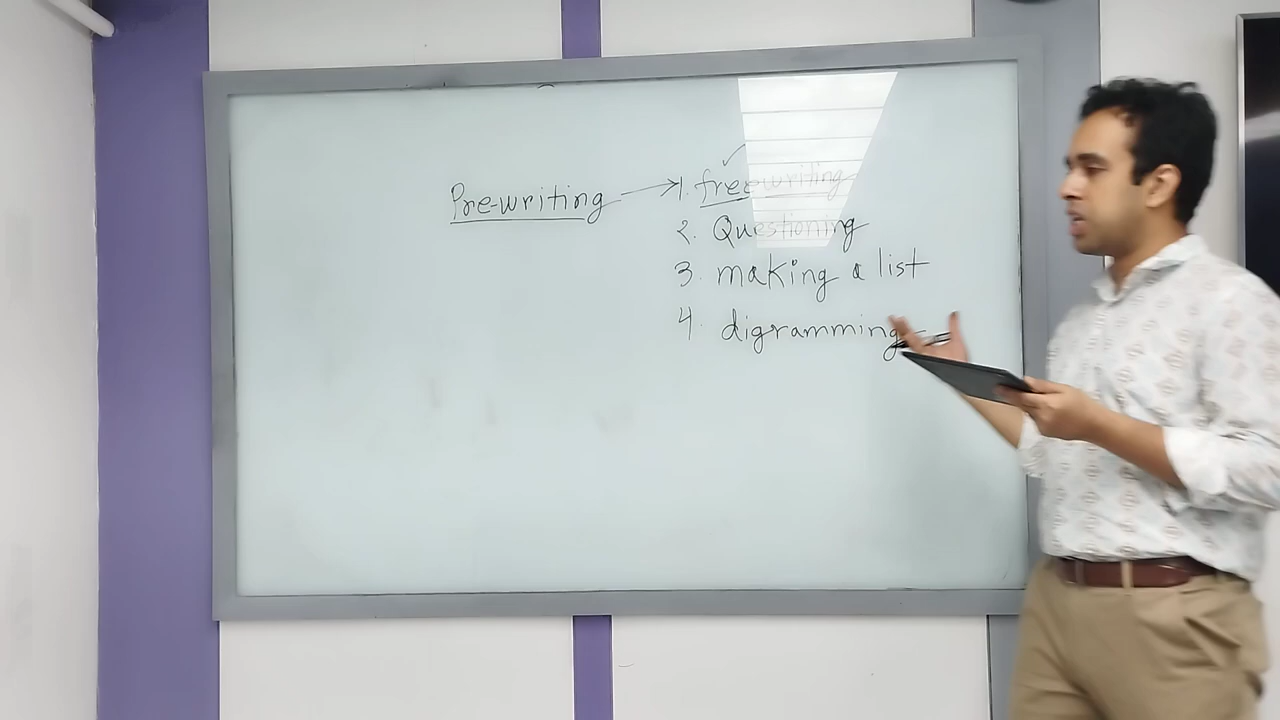 Pre-writing → 1. freewriting
2. Questioning
3. making a list
4. digramming